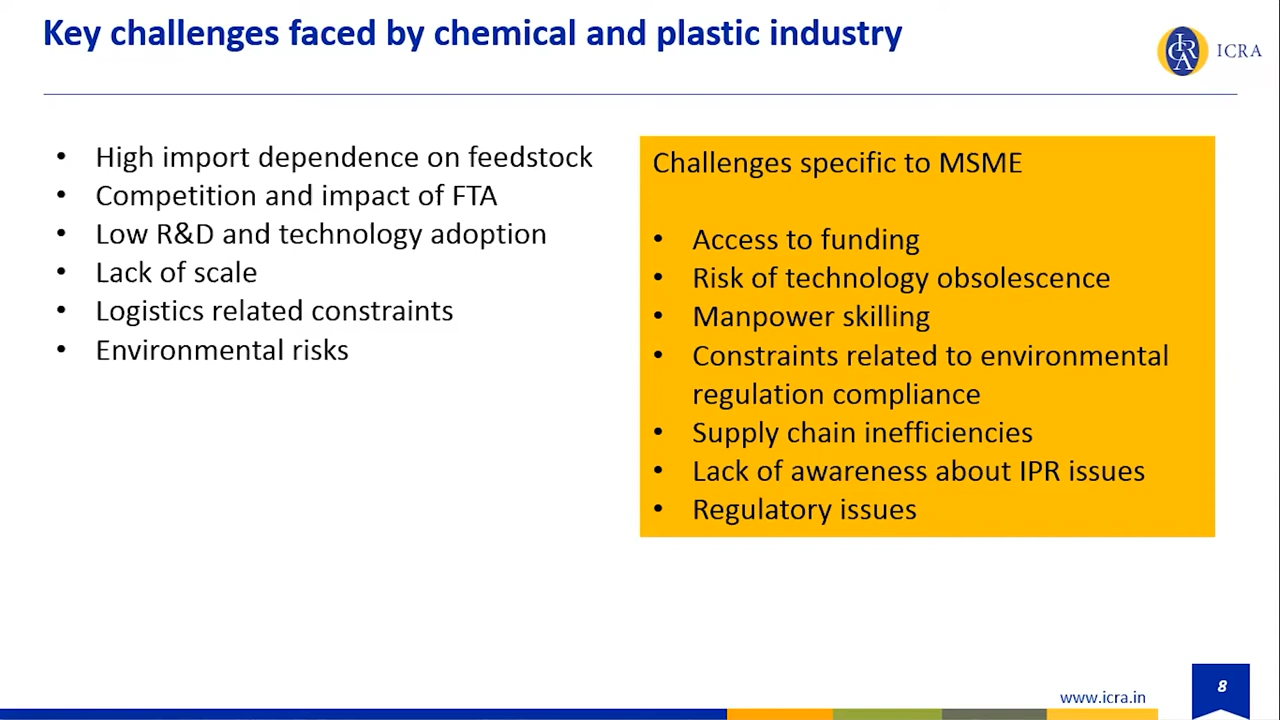 Key challenges faced by chemical and plastic industry
ICRA
ICRA
• High import dependence on feedstock
• Competition and impact of FTA
• Low R&D and technology adoption
• Lack of scale
• Logistics related constraints
• Environmental risks
Challenges specific to MSME
• Access to funding
• Risk of technology obsolescence
• Manpower skilling
• Constraints related to environmental
regulation compliance
• Supply chain inefficiencies
• Lack of awareness about IPR issues
• Regulatory issues
www.icra.in
8